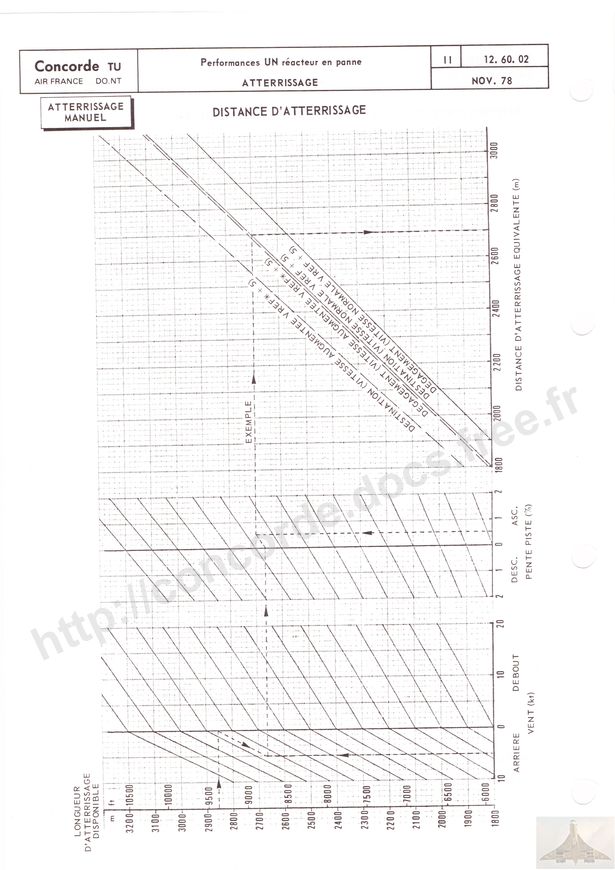 Concorde TU
AIR FRANCE DO.NT
Performances UN réacteur en panne
ATTERRISSAGE
11
12. 60. 02
NOV. 78
ATTERRISSAGE
MANUEL
DISTANCE D'ATTERRISSAGE
3000
2800
2600
2400
2200
2000
1800
DISTANCE D'ATTERRISSAGE EQUIVALENTE (m)
DESTINATION (VITESSE AUGMENTEE V REF* + 5)
DEGAGEMENT (VITESSE AUGMENTEE V REF* + 5)
DESTINATION (VITESSE NORMALE V REF + 5)
DEGAGEMENT (VITESSE NORMALE V REF + 5)
EXEMPLE
2 1 0 1 2
DESC. ASC.
PENTE PISTE (%)
10 0 10 20
ARRIERE DEBOUT
VENT (kt)
LONGUEUR
D'ATTERRISSAGE
DISPONIBLE
m ft
3200 10500
3100
3000 10000
2900 9500
2800
2700 9000
2600 8500
2500 8000
2400
2300 7500
2200 7000
2100
2000 6500
1900
1800 6000
http://concorde.docs.free.fr